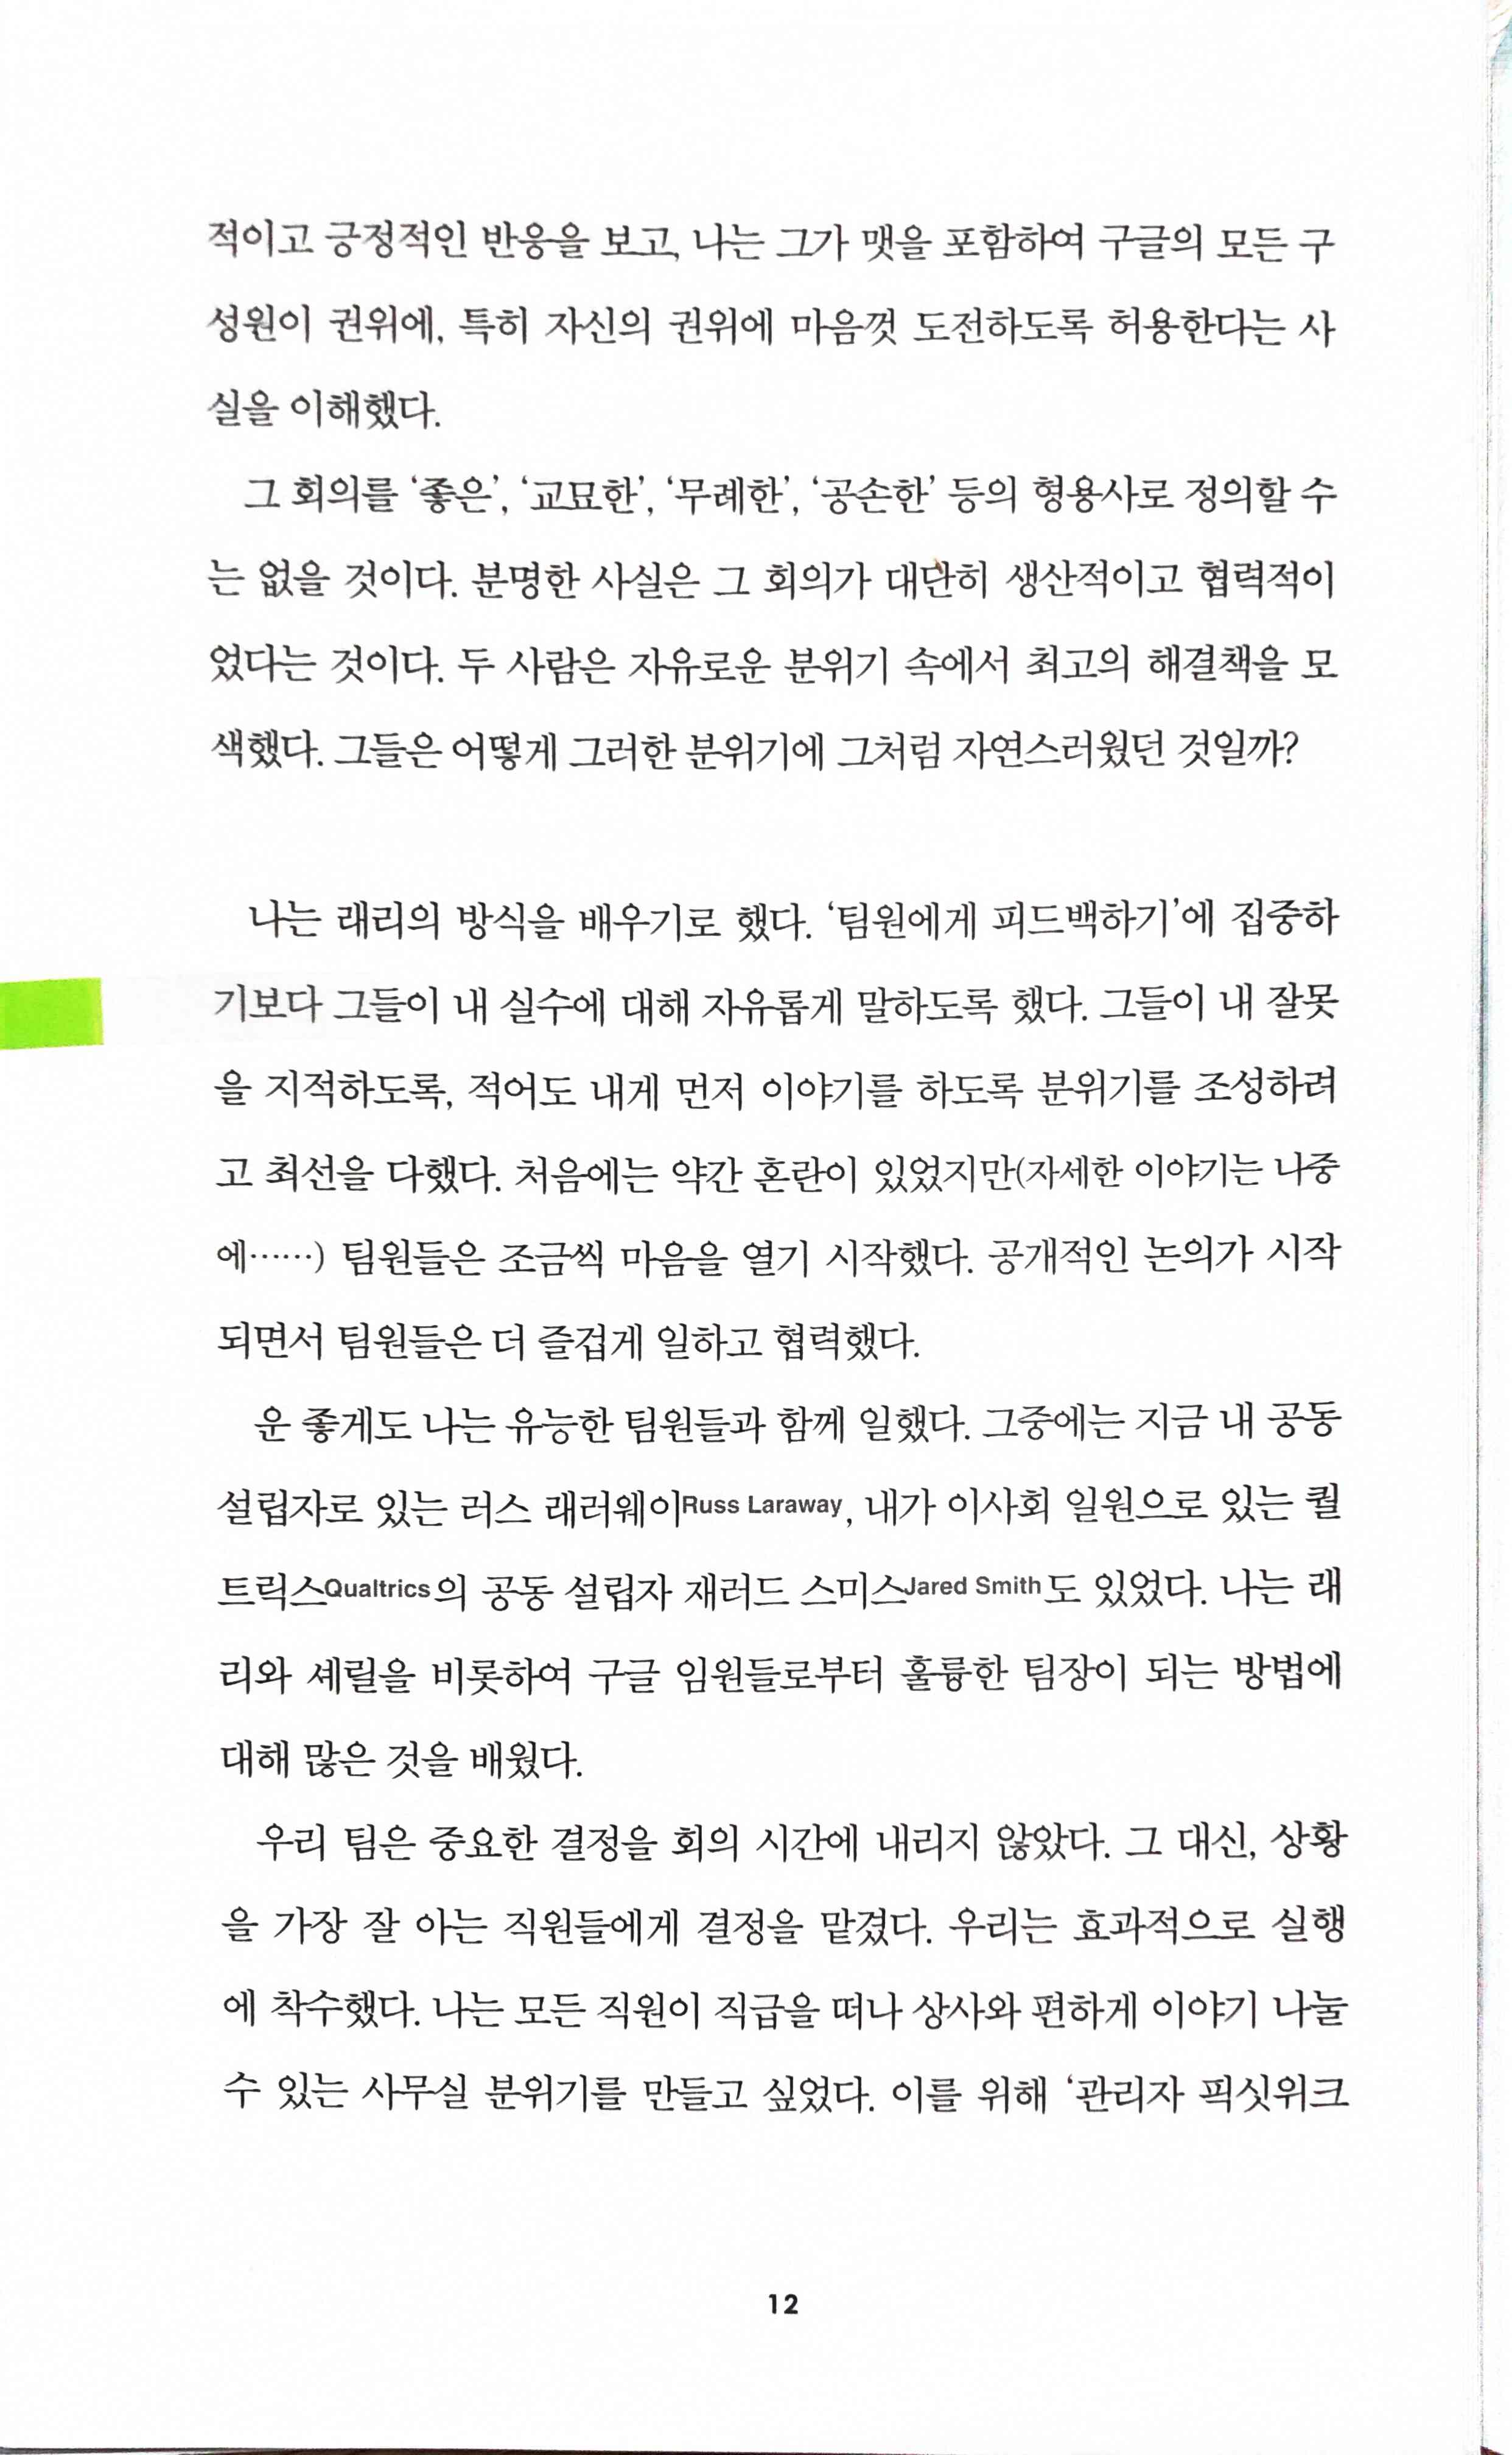 적이고 긍정적인 반응을 보고, 나는 그가 맷을 포함하여 구글의 모든 구
성원이 권위에, 특히 자신의 권위에 마음껏 도전하도록 허용한다는 사
실을 이해했다.
그 회의를 ‘좋은’, ‘교묘한’, ‘무례한’, ‘공손한’ 등의 형용사로 정의할 수
는 없을 것이다. 분명한 사실은 그 회의가 대단히 생산적이고 협력적이
었다는 것이다. 두 사람은 자유로운 분위기 속에서 최고의 해결책을 모
색했다. 그들은 어떻게 그러한 분위기에 그처럼 자연스러웠던 것일까?
나는 래리의 방식을 배우기로 했다. ‘팀원에게 피드백하기’에 집중하
기보다 그들이 내 실수에 대해 자유롭게 말하도록 했다. 그들이 내 잘못
을 지적하도록, 적어도 내게 먼저 이야기를 하도록 분위기를 조성하려
고 최선을 다했다. 처음에는 약간 혼란이 있었지만(자세한 이야기는 나중
에……) 팀원들은 조금씩 마음을 열기 시작했다. 공개적인 논의가 시작
되면서 팀원들은 더 즐겁게 일하고 협력했다.
운 좋게도 나는 유능한 팀원들과 함께 일했다. 그중에는 지금 내 공동
설립자로 있는 러스 래러웨이Russ Laraway, 내가 이사회 일원으로 있는 퀄
트릭스Qualtrics의 공동 설립자 재러드 스미스Jared Smith도 있었다. 나는 래
리와 셰릴을 비롯하여 구글 임원들로부터 훌륭한 팀장이 되는 방법에
대해 많은 것을 배웠다.
우리 팀은 중요한 결정을 회의 시간에 내리지 않았다. 그 대신, 상황
을 가장 잘 아는 직원들에게 결정을 맡겼다. 우리는 효과적으로 실행
에 착수했다. 나는 모든 직원이 직급을 떠나 상사와 편하게 이야기 나눌
수 있는 사무실 분위기를 만들고 싶었다. 이를 위해 ‘관리자 픽싯위크
12